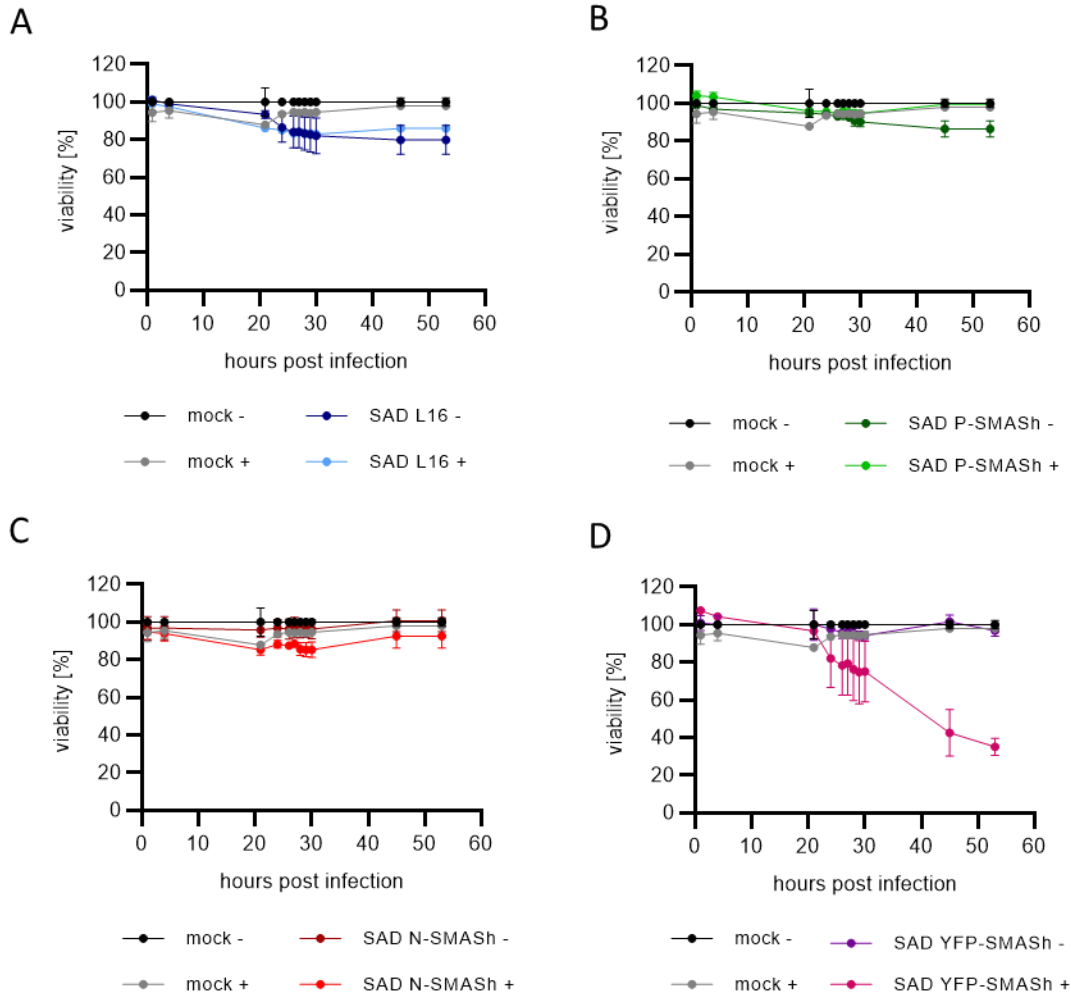 A
120
100
80
60
40
20
0
viability [%]
0 10 20 30 40 50 60
hours post infection
mock - SAD L16 -
mock + SAD L16 +
B
120
100
80
60
40
20
0
viability [%]
0 10 20 30 40 50 60
hours post infection
mock - SAD P-SMASh -
mock + SAD P-SMASh +
C
120
100
80
60
40
20
0
viability [%]
0 10 20 30 40 50 60
hours post infection
mock - SAD N-SMASh -
mock + SAD N-SMASh +
D
120
100
80
60
40
20
0
viability [%]
0 10 20 30 40 50 60
hours post infection
mock - SAD YFP-SMASh -
mock + SAD YFP-SMASh +